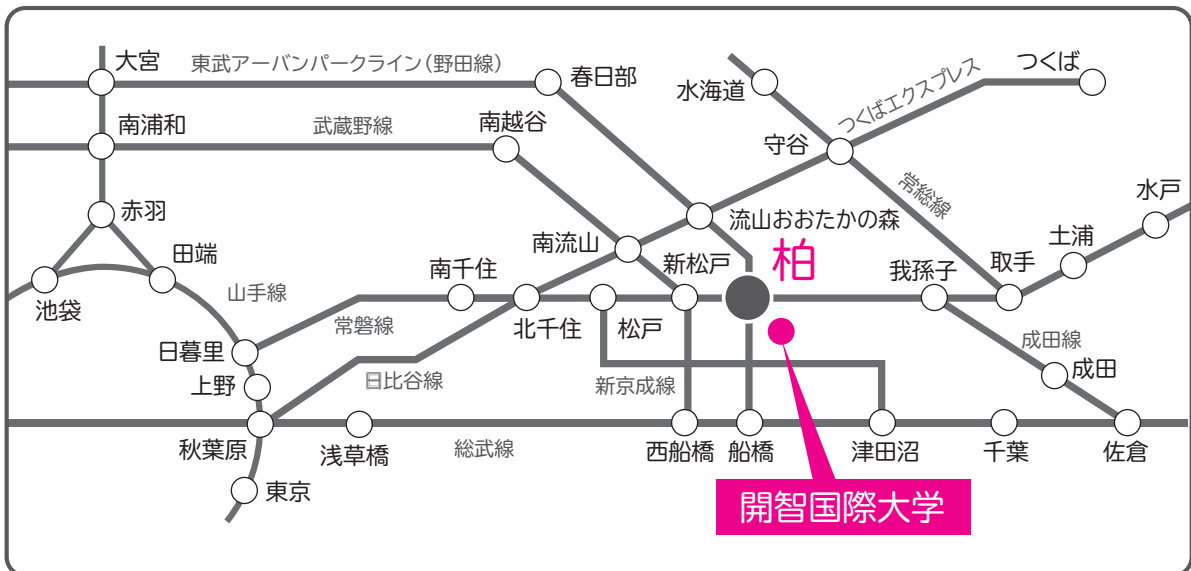 大宮
東武アーバンパークライン(野田線)
春日部
水海道
つくばエクスプレス
つくば
南浦和
武蔵野線
南越谷
守谷
常総線
水戸
赤羽
流山おおたかの森
土浦
田端
南流山
新松戸
柏
我孫子
取手
池袋
山手線
南千住
常磐線
北千住
松戸
成田線
日暮里
上野
日比谷線
新京成線
成田
秋葉原
浅草橋
総武線
西船橋
船橋
津田沼
千葉
佐倉
東京
開智国際大学